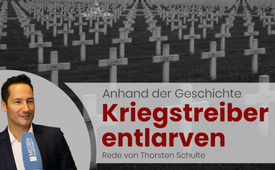 Anhand der Geschichte
Kriegstreiber
entlarven
Rede von Thorsten Schulte